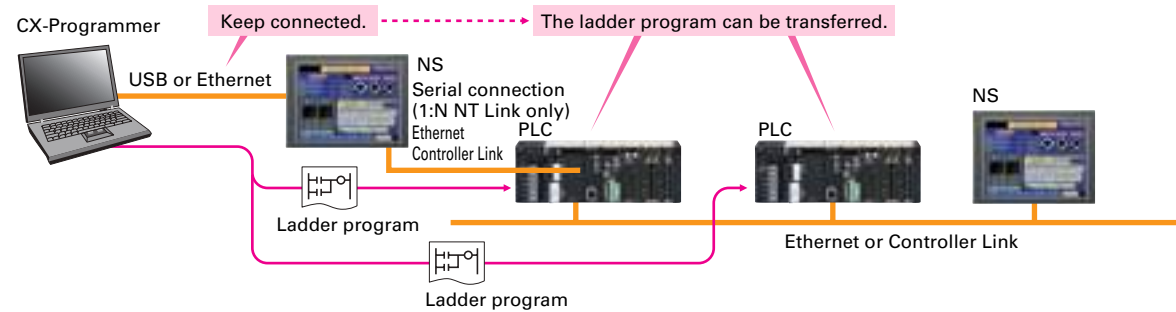 Keep connected.
The ladder program can be transferred.
CX-Programmer
USB or Ethernet
NS
Serial connection
(1:N NT Link only)
Ethernet
Controller Link
PLC
PLC
NS
Ladder program
Ethernet or Controller Link
Ladder program